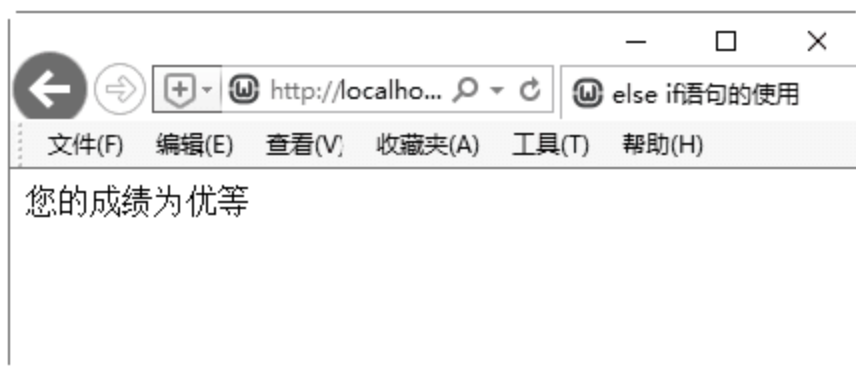 http://localho...
else if语句的使用
文件(F) 编辑(E) 查看(V) 收藏夹(A) 工具(T) 帮助(H)
您的成绩为优等